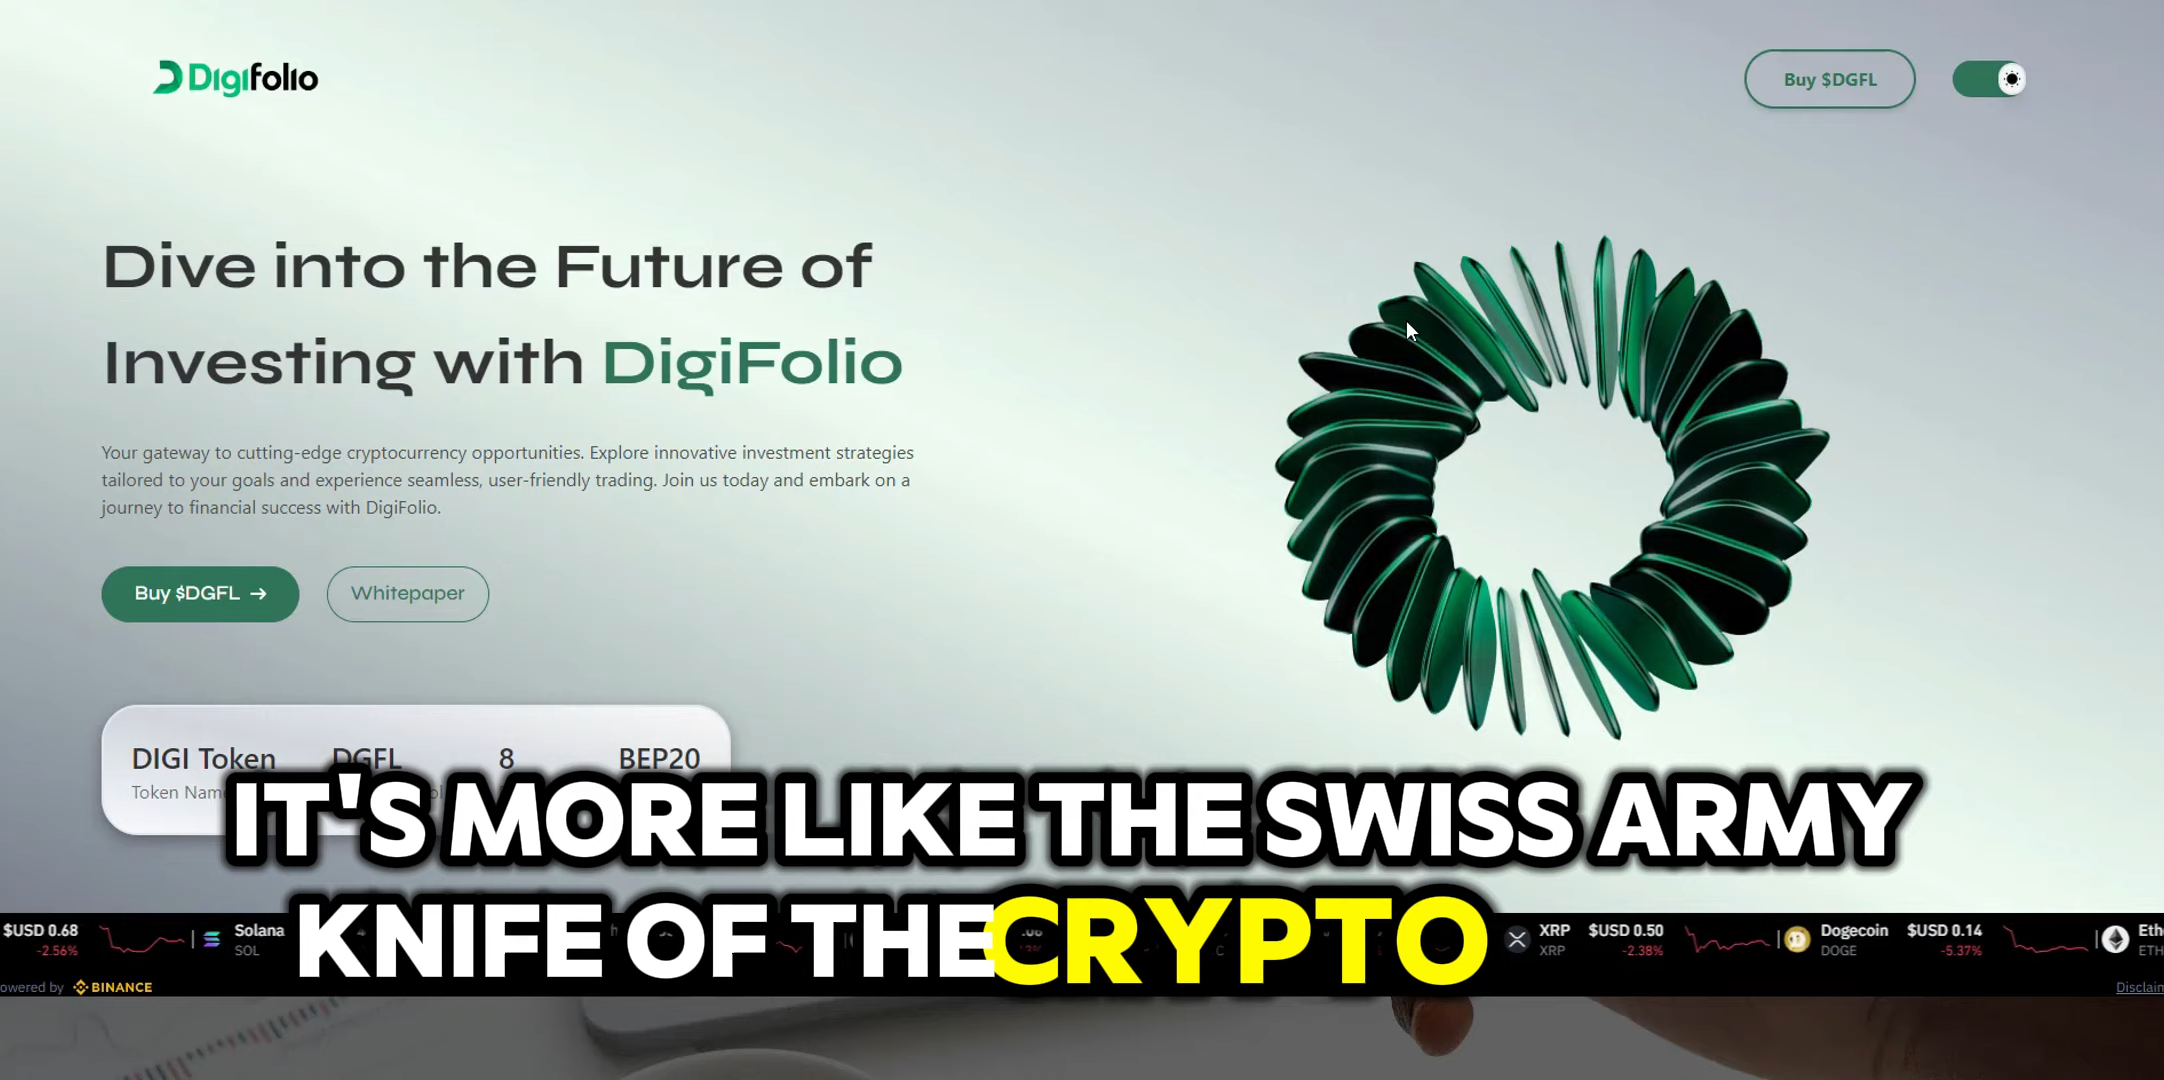 Digifolio
Buy $DGFL
Dive into the Future of
Investing with DigiFolio
Your gateway to cutting-edge cryptocurrency opportunities. Explore innovative investment strategies
tailored to your goals and experience seamless, user-friendly trading. Join us today and embark on a
journey to financial success with DigiFolio.
Buy $DGFL →
Whitepaper
DIGI Token DGFL 8 BEP20
Token
IT'S MORE LIKE THE SWISS ARMY
KNIFE OF THE CRYPTO
$USD 0.68 Solana XRP $USD 0.50 Dogecoin $USD 0.14
-2.56% SOL XRP -2.38% DOGE -5.37%
BINANCE